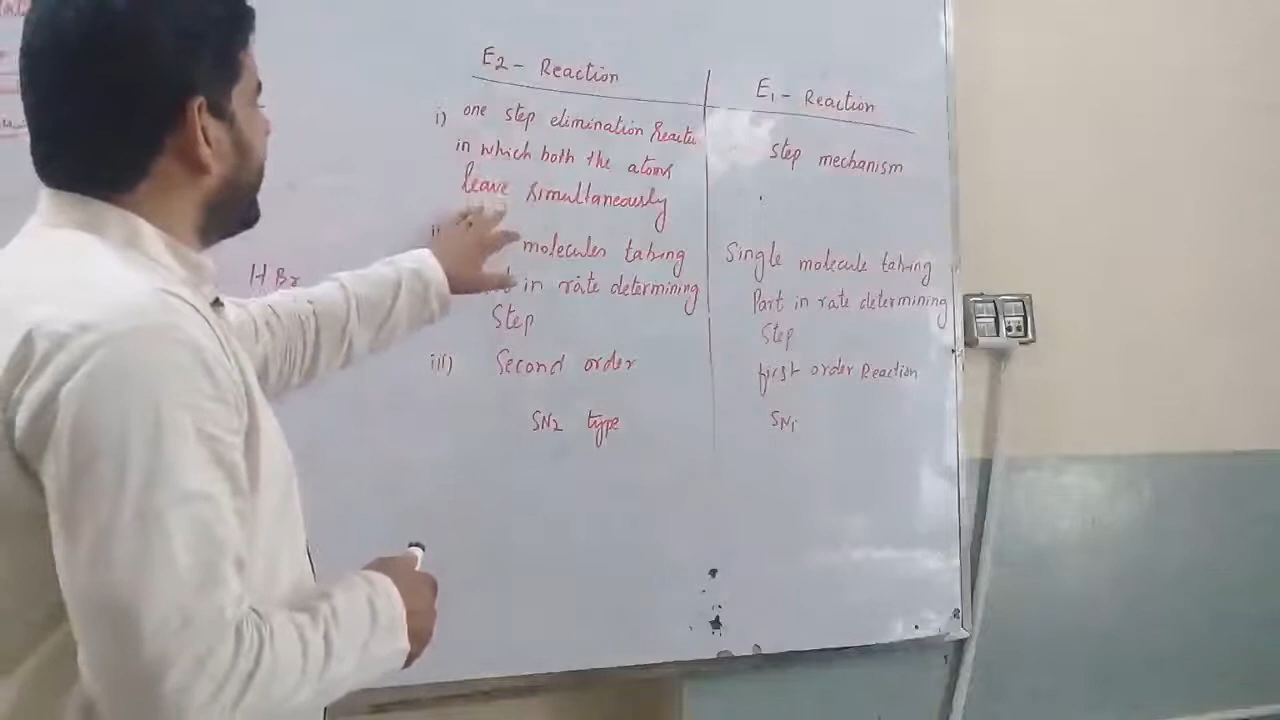 E2 - Reaction
E1 - Reaction
i) one step elimination Reactio
in which both the atoms
leave simultaneously
step mechanism
HBr
molecules taking
in rate determining
Step
Single molecule taking
Part in rate determining
Step
iii) Second order
first order Reaction
SN2 type
SN1